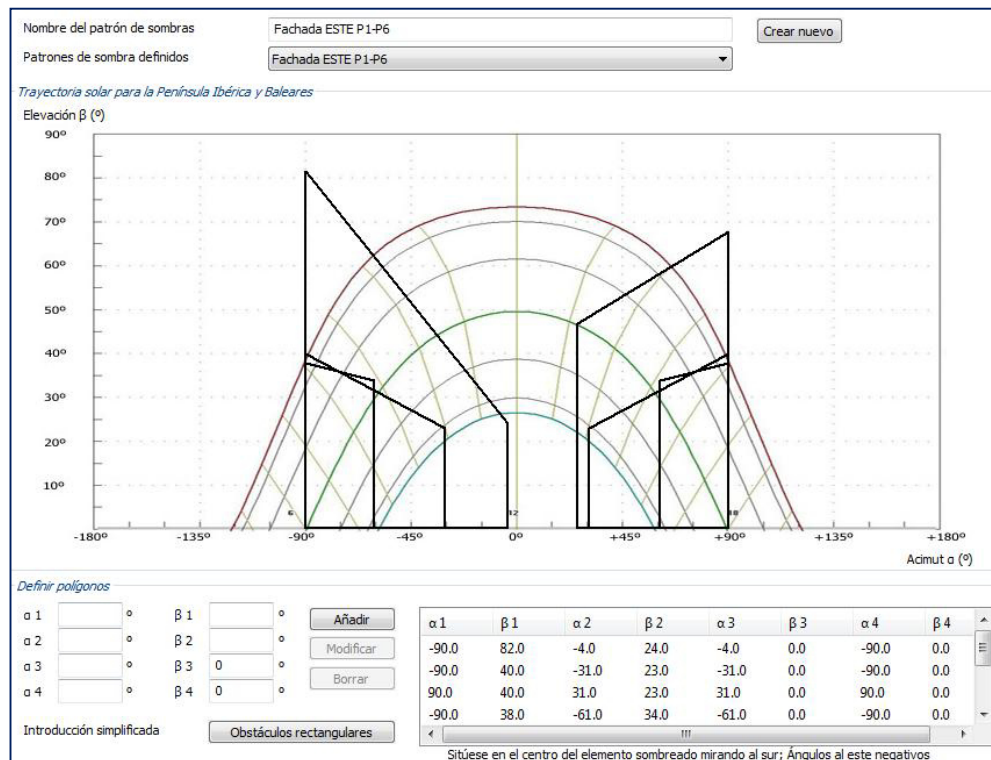 Nombre del patrón de sombras Fachada ESTE P1-P6 Crear nuevo
Patrones de sombra definidos Fachada ESTE P1-P6
Trayectoria solar para la Península Ibérica y Baleares
Elevación β (º)
90º
80º
70º
60º
50º
40º
30º
20º
10º
6 12 18
-180º -135º -90º -45º 0º +45º +90º +135º +180º
Acimut α (º)
Definir polígonos
α 1 º β 1 º Añadir
α 2 º β 2 º Modificar
α 3 º β 3 0 º Borrar
α 4 º β 4 0 º
Introducción simplificada Obstáculos rectangulares
α 1 β 1 α 2 β 2 α 3 β 3 α 4 β 4
-90.0 82.0 -4.0 24.0 -4.0 0.0 -90.0 0.0
-90.0 40.0 -31.0 23.0 -31.0 0.0 -90.0 0.0
90.0 40.0 31.0 23.0 31.0 0.0 90.0 0.0
-90.0 38.0 -61.0 34.0 -61.0 0.0 -90.0 0.0
Sitúese en el centro del elemento sombreado mirando al sur; Ángulos al este negativos